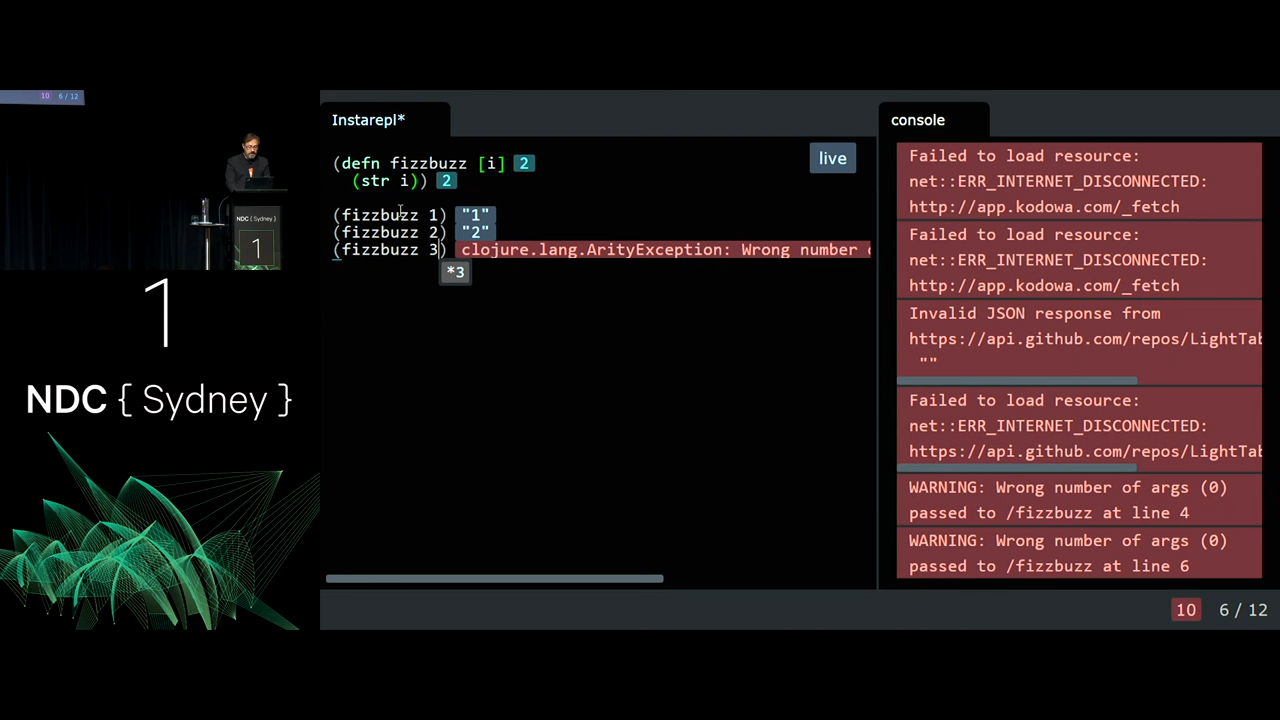 10 6 / 12
NDC { Sydney }
1
1
NDC { Sydney }
Instarepl*
live
(defn fizzbuzz [i] 2
(str i)) 2
(fizzbuzz 1) "1"
(fizzbuzz 2) "2"
(fizzbuzz 3) clojure.lang.ArityException: Wrong number
*3
console
Failed to load resource:
net::ERR_INTERNET_DISCONNECTED:
http://app.kodowa.com/_fetch
Failed to load resource:
net::ERR_INTERNET_DISCONNECTED:
http://app.kodowa.com/_fetch
Invalid JSON response from
https://api.github.com/repos/LightTab
""
Failed to load resource:
net::ERR_INTERNET_DISCONNECTED:
https://api.github.com/repos/LightTab
WARNING: Wrong number of args (0)
passed to /fizzbuzz at line 4
WARNING: Wrong number of args (0)
passed to /fizzbuzz at line 6
10 6 / 12